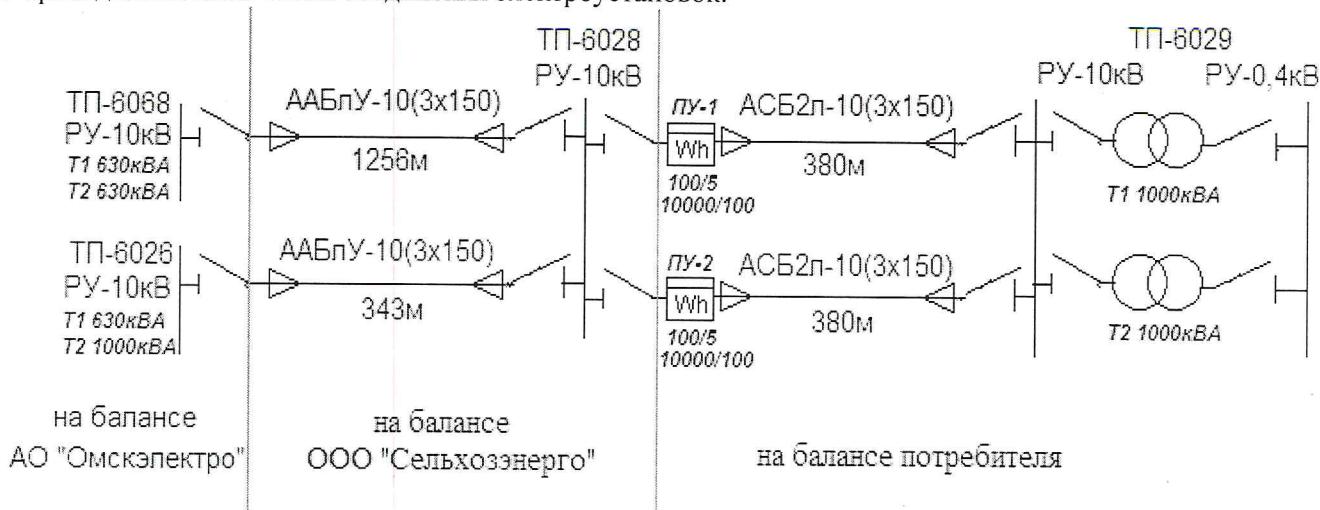 электроустановок.
ТП-6028
РУ-10кВ
ТП-6029
РУ-10кВ
РУ-0,4кВ
ТП-6068
РУ-10кВ
Т1 630кВА
Т2 630кВА
ААБпУ-10(3х150)
1256м
ПУ-1
Wh
100/5
10000/100
АСБ2л-10(3х150)
380м
Т1 1000кВА
ТП-6026
РУ-10кВ
Т1 630кВА
Т2 1000кВА
ААБпУ-10(3х150)
343м
ПУ-2
Wh
100/5
10000/100
АСБ2л-10(3х150)
380м
Т2 1000кВА
на балансе
АО "Омскэлектро"
на балансе
ООО "Сельхозэнерго"
на балансе потребителя